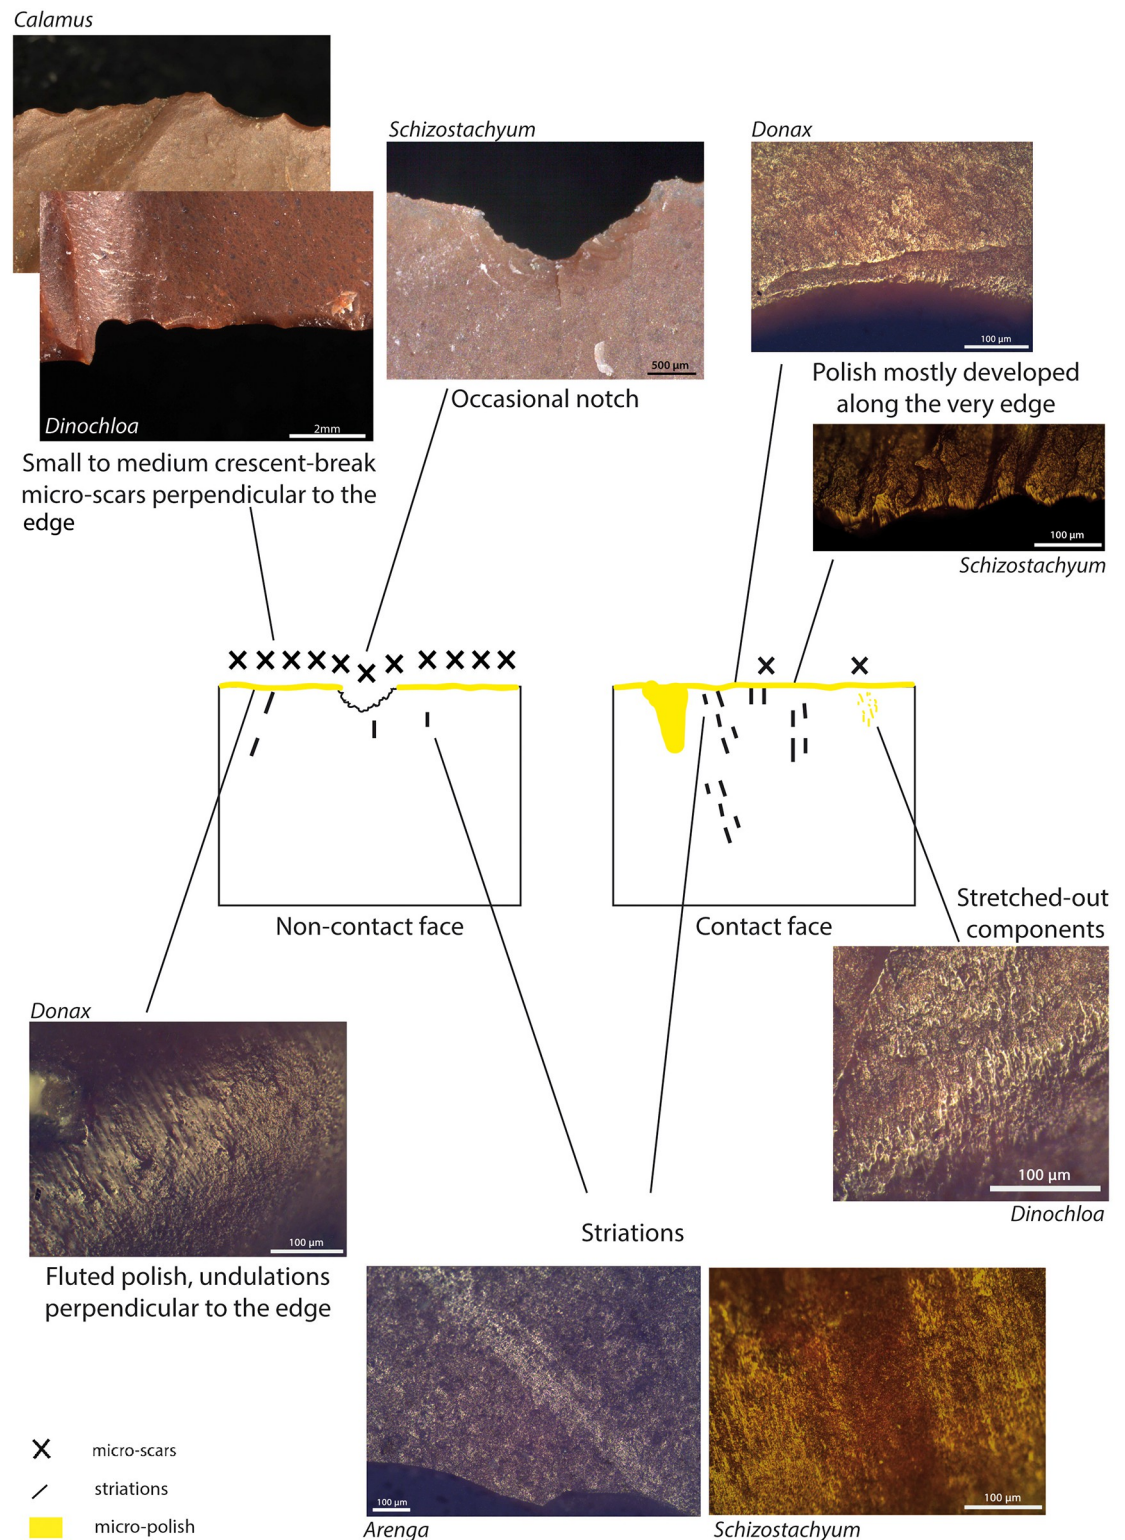 Calamus
Schizostachyum
Donax
500 µm
100 µm
Dinochloa
2mm
Occasional notch
Polish mostly developed
along the very edge
Small to medium crescent-break
micro-scars perpendicular to the
edge
100 µm
Schizostachyum
Non-contact face
Contact face
Stretched-out
components
Donax
100 µm
Dinochloa
100 µm
Fluted polish, undulations
perpendicular to the edge
Striations
100 µm
Arenga
100 µm
Schizostachyum
micro-scars
striations
micro-polish